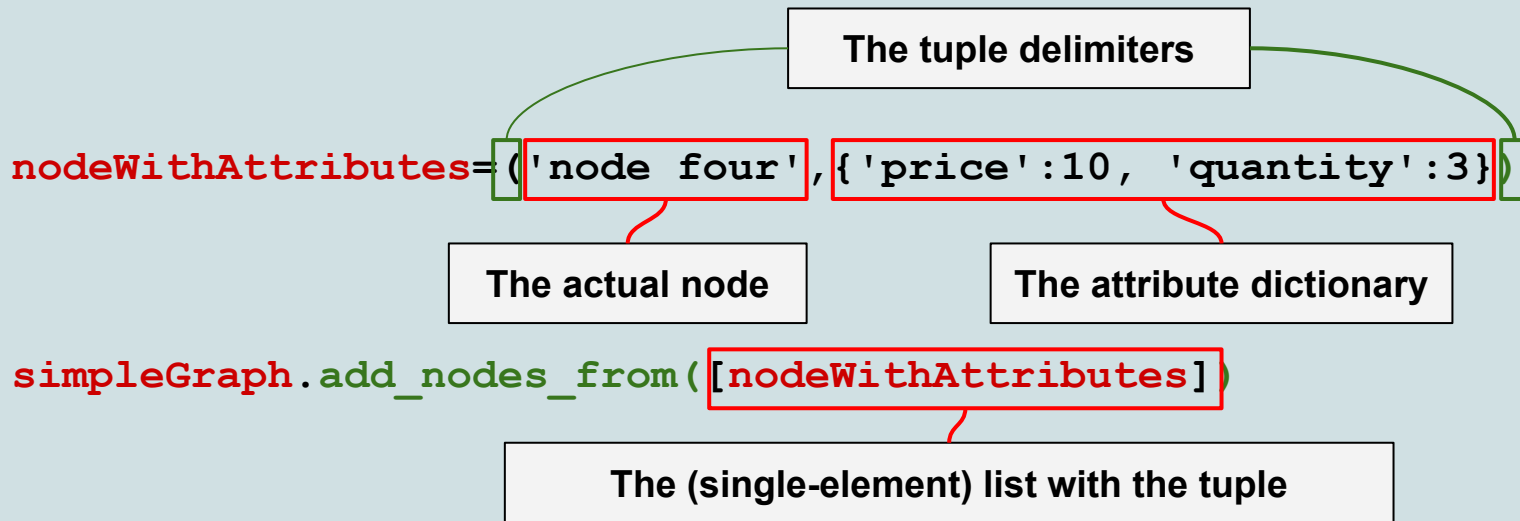 The tuple delimiters
nodeWithAttributes=('node four',{'price':10, 'quantity':3})
The actual node
The attribute dictionary
simpleGraph.add_nodes_from([nodeWithAttributes])
The (single-element) list with the tuple